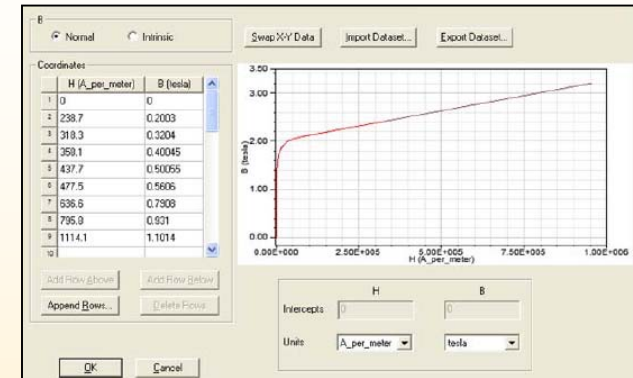 B
Normal Intrinsic
Swap X-Y Data Import Dataset... Export Dataset...
Coordinates
H (A_per_meter) B (tesla)
1 0 0
2 238.7 0.2003
3 318.3 0.3204
4 358.1 0.40045
5 437.7 0.50055
6 477.5 0.5606
7 636.6 0.7908
8 795.8 0.931
9 1114.1 1.1014
10
Add Row Above Add Row Below
Append Rows... Delete Rows
OK Cancel
3.50
3.00
2.00
1.00
0.00
B (tesla)
0.00E+000 2.50E+005 5.00E+005 7.50E+005 1.00E+006
H (A_per_meter)
H B
Intercepts 0 0
Units A_per_meter tesla